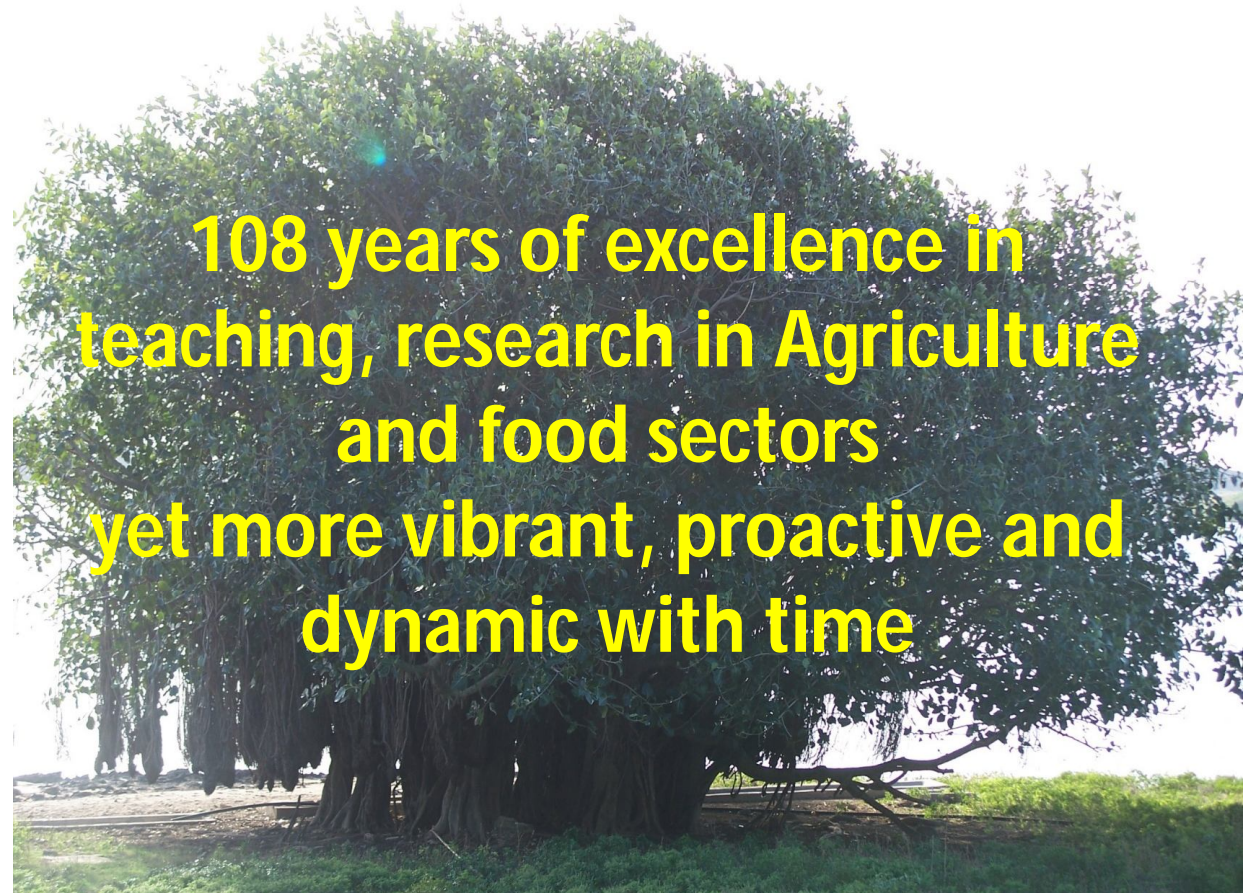 108 years of excellence in
teaching, research in Agriculture
and food sectors
yet more vibrant, proactive and
dynamic with time